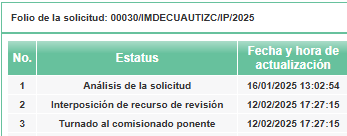 Folio de la solicitud: 00030/IMDECUAUTIZC/IP/2025
No. Estatus Fecha y hora de actualización
1 Análisis de la solicitud 16/01/2025 13:02:54
2 Interposición de recurso de revisión 12/02/2025 17:27:15
3 Turnado al comisionado ponente 12/02/2025 17:27:15